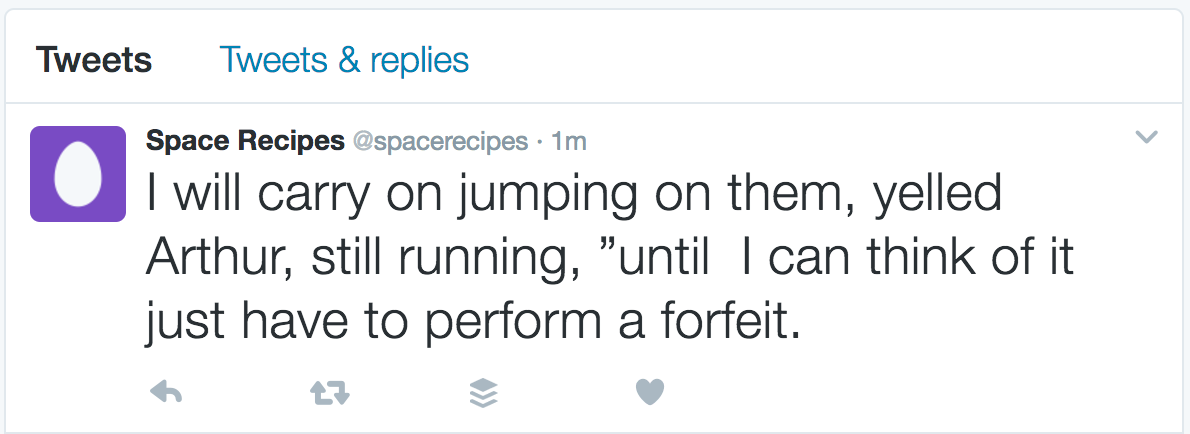 Tweets Tweets & replies
Space Recipes @spacerecipes · 1m
I will carry on jumping on them, yelled
Arthur, still running, ”until  I can think of it
just have to perform a forfeit.